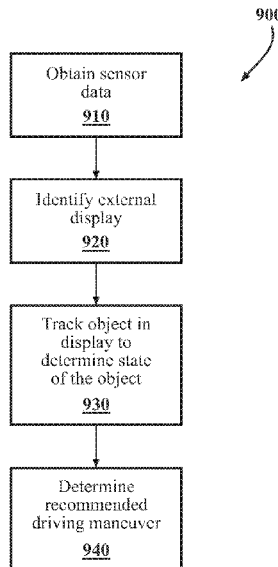 900
Obtain sensor
data
910
Identify external
display
920
Track object in
display to
determine state
of the object
930
Determine
recommended
driving maneuver
940